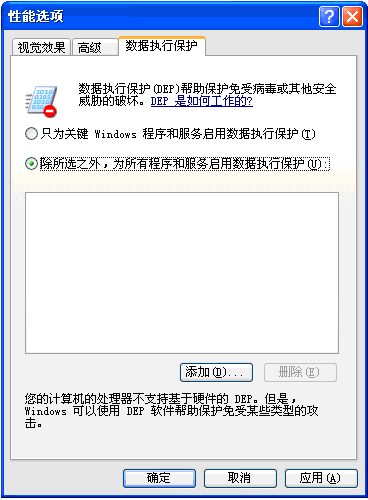 性能选项
视觉效果 高级 数据执行保护
数据执行保护(DEP)帮助保护免受病毒或其他安全
威胁的破坏。DEP 是如何工作的?
只为关键 Windows 程序和服务启用数据执行保护(T)
除所选之外，为所有程序和服务启用数据执行保护(U):
添加(D)... 删除(E)
您的计算机的处理器不支持基于硬件的 DEP。但是，
Windows 可以使用 DEP 软件帮助保护免受某些类型的攻
击。
确定 取消 应用(A)